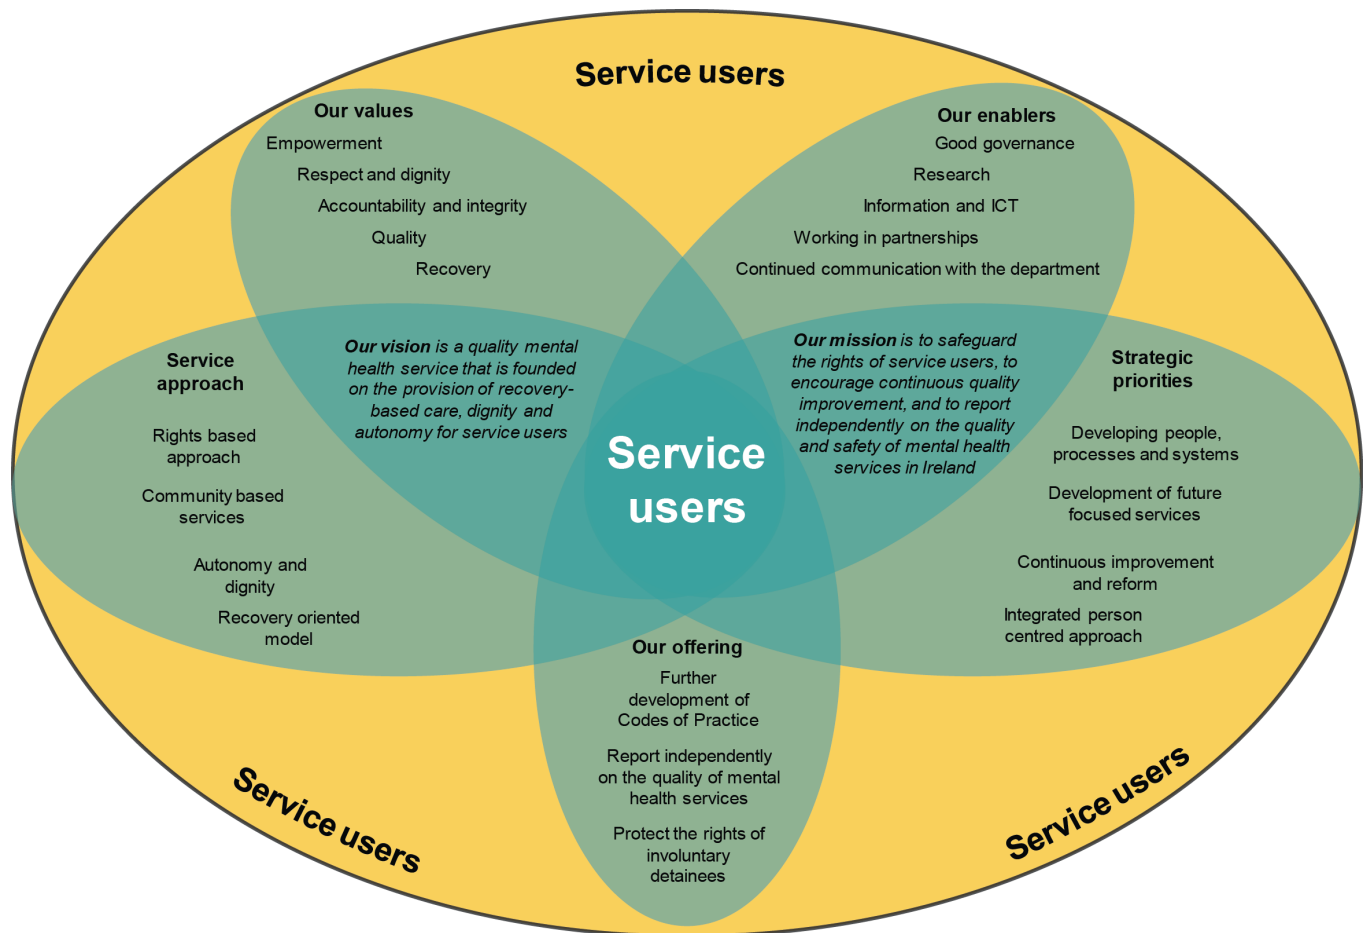 Service users
Our values
Empowerment
Respect and dignity
Accountability and integrity
Quality
Recovery
Our enablers
Good governance
Research
Information and ICT
Working in partnerships
Continued communication with the department
Service
approach
Rights based
approach
Community based
services
Autonomy and
dignity
Recovery oriented
model
Our vision is a quality mental
health service that is founded
on the provision of recovery-
based care, dignity and
autonomy for service users
Service
users
Our mission is to safeguard
the rights of service users, to
encourage continuous quality
improvement, and to report
independently on the quality
and safety of mental health
services in Ireland
Strategic
priorities
Developing people,
processes and systems
Development of future
focused services
Continuous improvement
and reform
Integrated person
centred approach
Our offering
Further
development of
Codes of Practice
Report independently
on the quality of mental
health services
Protect the rights of
involuntary
detainees
Service users
Service users